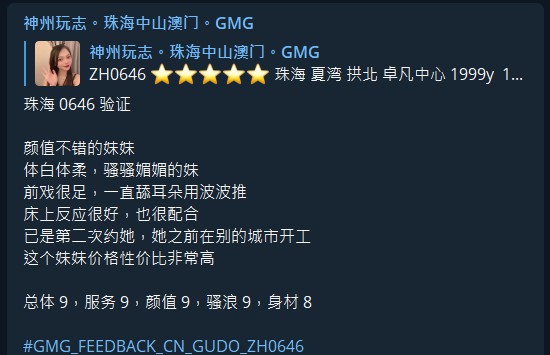 神州玩志。珠海中山澳门。GMG
神州玩志。珠海中山澳门。GMG
ZH0646 ⭐⭐⭐⭐⭐ 珠海 夏湾 拱北 卓凡中心 1999y 1...
珠海 0646 验证
颜值不错的妹妹
体白体柔，骚骚媚媚的妹
前戏很足，一直舔耳朵用波波推
床上反应很好，也很配合
已是第二次约她，她之前在别的城市开工
这个妹妹价格性价比非常高
总体 9，服务 9，颜值 9，骚浪 9，身材 8
#GMG_FEEDBACK_CN_GUDO_ZH0646